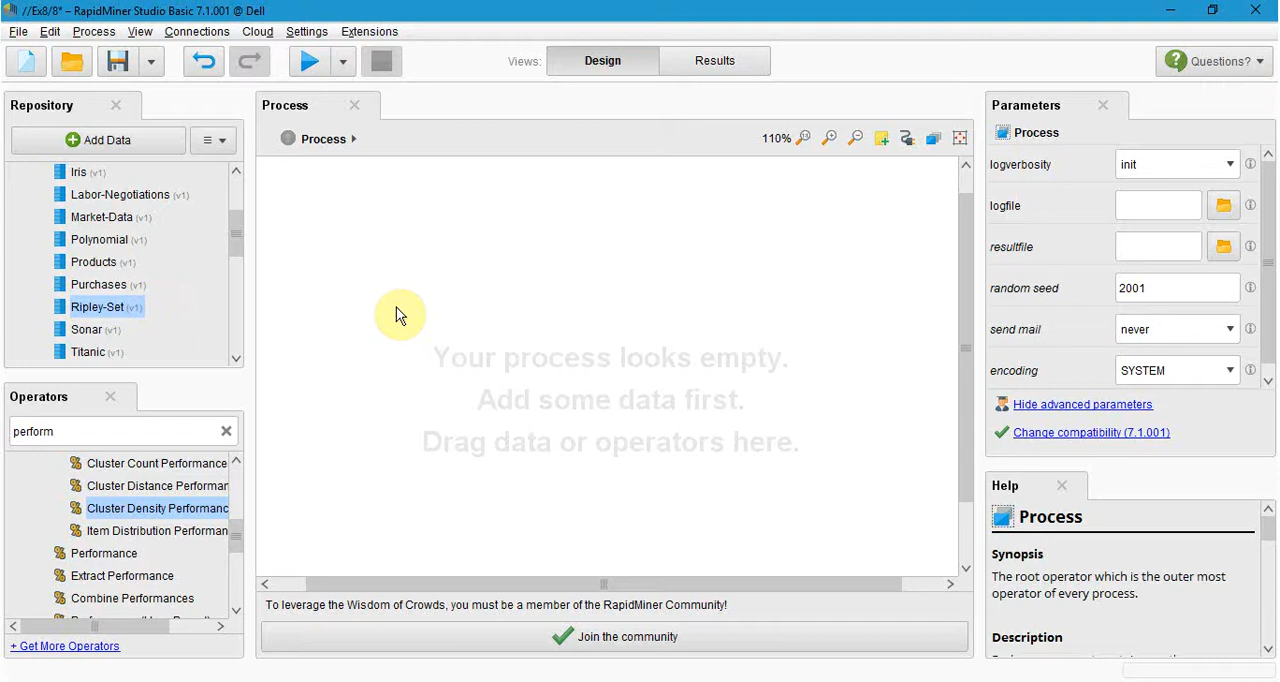 //Ex8/8* – RapidMiner Studio Basic 7.1.001 @ Dell
File Edit Process View Connections Cloud Settings Extensions
Views: Design Results Questions?
Repository
Add Data
Iris (v1)
Labor-Negotiations (v1)
Market-Data (v1)
Polynomial (v1)
Products (v1)
Purchases (v1)
Ripley-Set (v1)
Sonar (v1)
Titanic (v1)
Operators
perform
Cluster Count Performance
Cluster Distance Performan
Cluster Density Performanc
Item Distribution Performan
Performance
Extract Performance
Combine Performances
+ Get More Operators
Process
Process
110%
Your process looks empty.
Add some data first.
Drag data or operators here.
To leverage the Wisdom of Crowds, you must be a member of the RapidMiner Community!
Join the community
Parameters
Process
logverbosity init
logfile
resultfile
random seed 2001
send mail never
encoding SYSTEM
Hide advanced parameters
Change compatibility (7.1.001)
Help
Process
Synopsis
The root operator which is the outer most
operator of every process.
Description